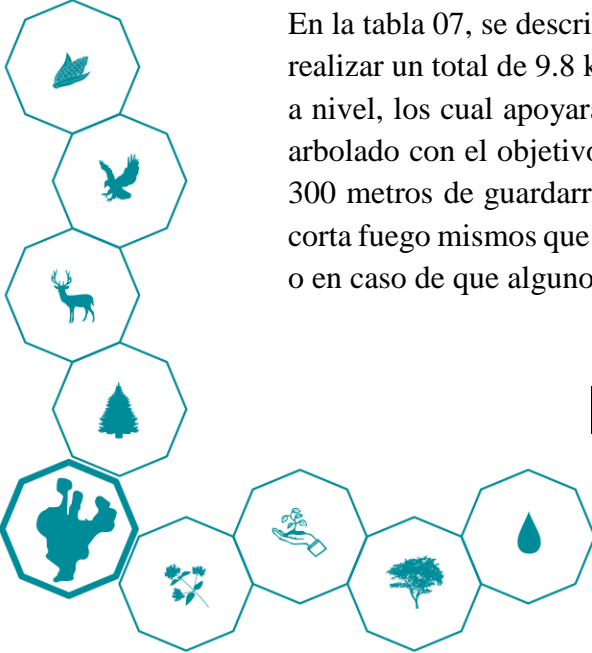 En la tabla 07, se descri
realizar un total de 9.8 k
a nivel, los cual apoyar
arbolado con el objetivo
300 metros de guardarr
corta fuego mismos que
o en caso de que alguno